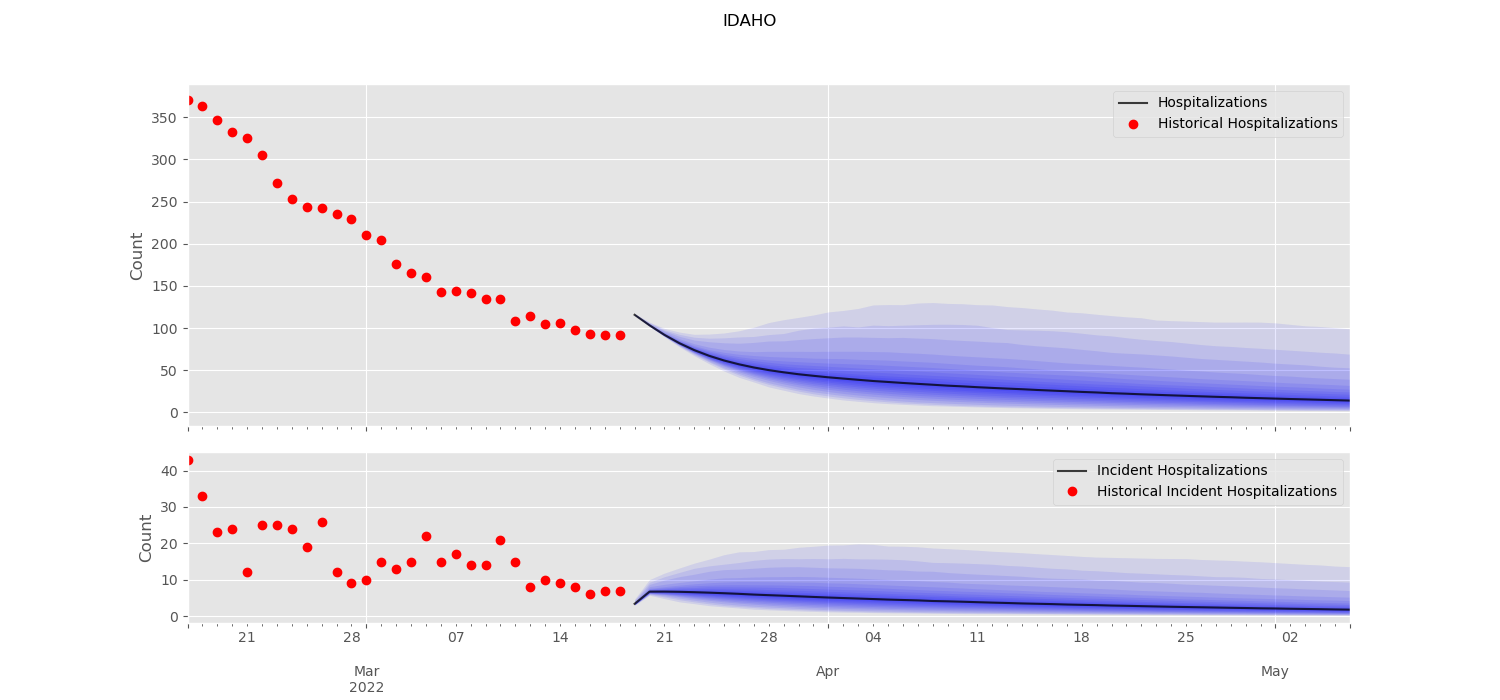 IDAHO
Hospitalizations
Historical Hospitalizations
Count
350
300
250
200
150
100
50
0
Incident Hospitalizations
Historical Incident Hospitalizations
Count
40
30
20
10
0
21 28 07 14 21 28 04 11 18 25 02
Mar Apr May
2022